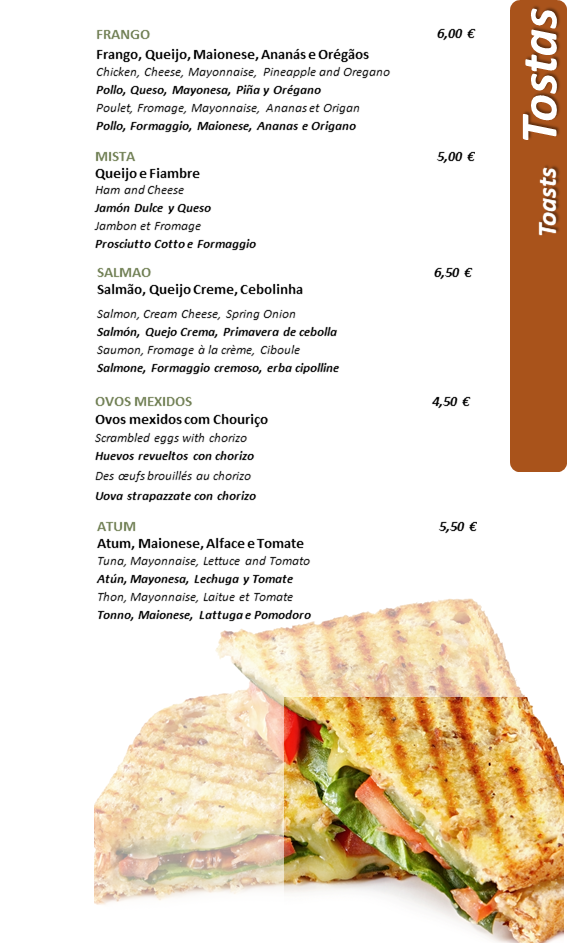 FRANGO 6,00 €
Frango, Queijo, Maionese, Ananás e Orégãos
Chicken, Cheese, Mayonnaise, Pineapple and Oregano
Pollo, Queso, Mayonesa, Piña y Orégano
Poulet, Fromage, Mayonnaise, Ananas et Origan
Pollo, Formaggio, Maionese, Ananas e Origano
MISTA 5,00 €
Queijo e Fiambre
Ham and Cheese
Jamón Dulce y Queso
Jambon et Fromage
Prosciutto Cotto e Formaggio
SALMAO 6,50 €
Salmão, Queijo Creme, Cebolinha
Salmon, Cream Cheese, Spring Onion
Salmón, Quejo Crema, Primavera de cebolla
Saumon, Fromage à la crème, Ciboule
Salmone, Formaggio cremoso, erba cipolline
OVOS MEXIDOS 4,50 €
Ovos mexidos com Chouriço
Scrambled eggs with chorizo
Huevos revueltos con chorizo
Des œufs brouillés au chorizo
Uova strapazzate con chorizo
ATUM 5,50 €
Atum, Maionese, Alface e Tomate
Tuna, Mayonnaise, Lettuce and Tomato
Atún, Mayonesa, Lechuga y Tomate
Thon, Mayonnaise, Laitue et Tomate
Tonno, Maionese, Lattuga e Pomodoro
Toasts Tostas